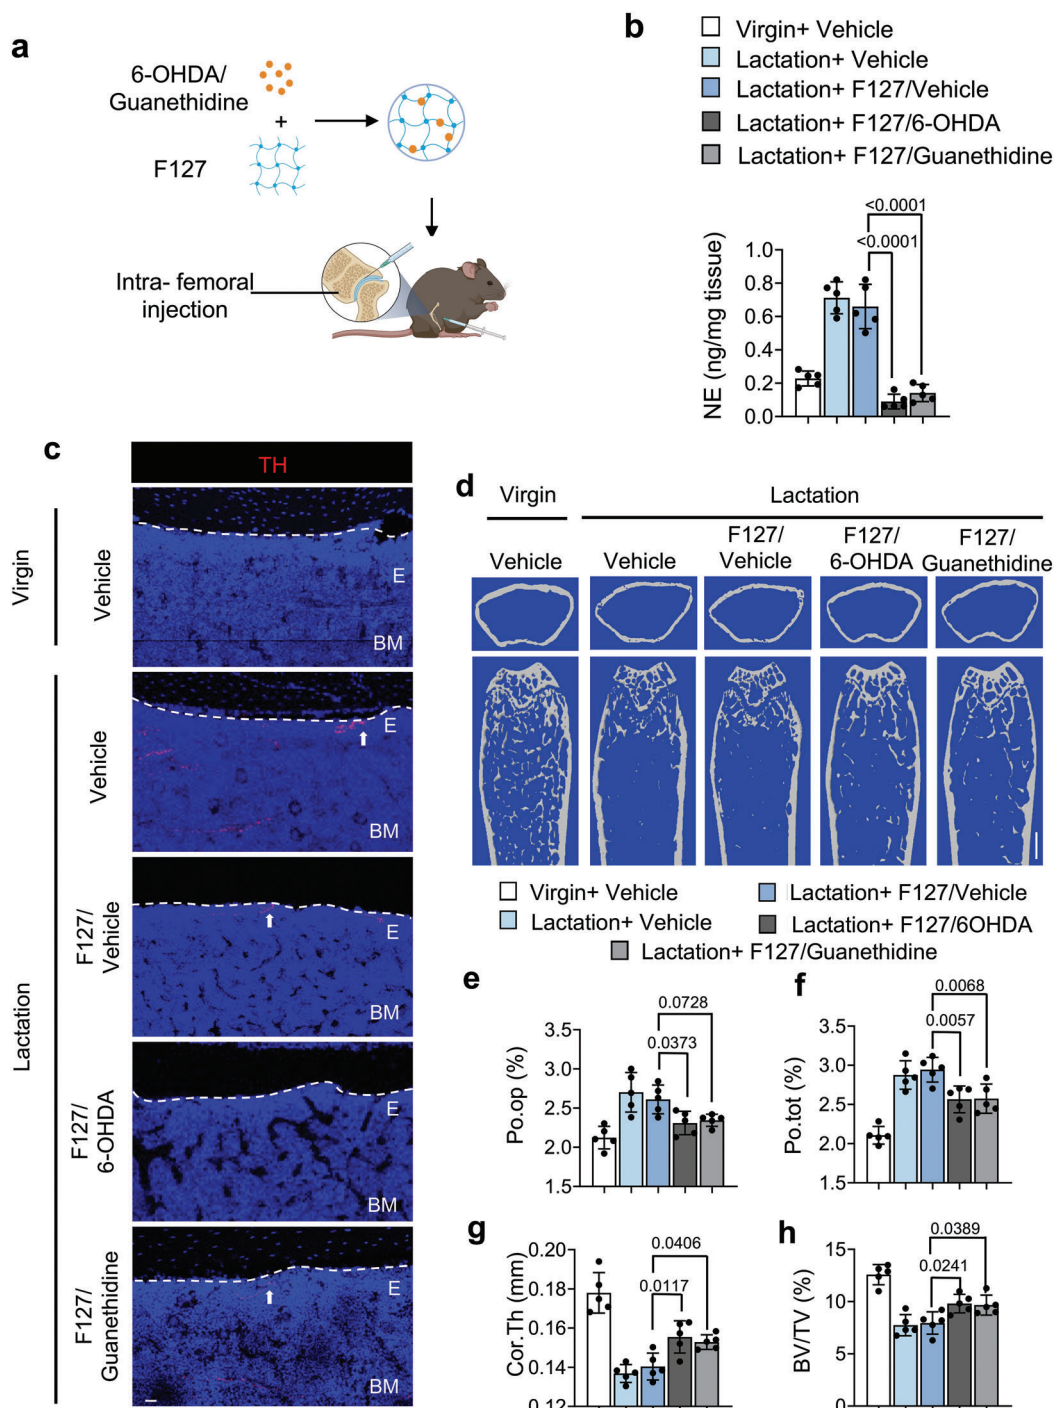 a
6-OHDA/
Guanethidine
+
F127
Intra- femoral
injection
b
Virgin+ Vehicle
Lactation+ Vehicle
Lactation+ F127/Vehicle
Lactation+ F127/6-OHDA
Lactation+ F127/Guanethidine
<0.0001
<0.0001
NE (ng/mg tissue)
1.0
0.8
0.6
0.4
0.2
0.0
c
TH
Virgin
Vehicle
E
BM
Lactation
Vehicle
E
BM
F127/
Vehicle
E
BM
F127/
6-OHDA
E
BM
F127/
Guanethidine
E
BM
d
Virgin
Lactation
Vehicle
Vehicle
F127/
Vehicle
F127/
6-OHDA
F127/
Guanethidine
Virgin+ Vehicle
Lactation+ F127/Vehicle
Lactation+ Vehicle
Lactation+ F127/6OHDA
Lactation+ F127/Guanethidine
e
0.0728
0.0373
Po.op (%)
3.5
3.0
2.5
2.0
1.5
f
0.0068
0.0057
Po.tot (%)
3.5
3.0
2.5
2.0
1.5
g
0.0406
0.0117
Cor.Th (mm)
0.20
0.18
0.16
0.14
0.12
h
0.0389
0.0241
BV/TV (%)
15
10
5
0